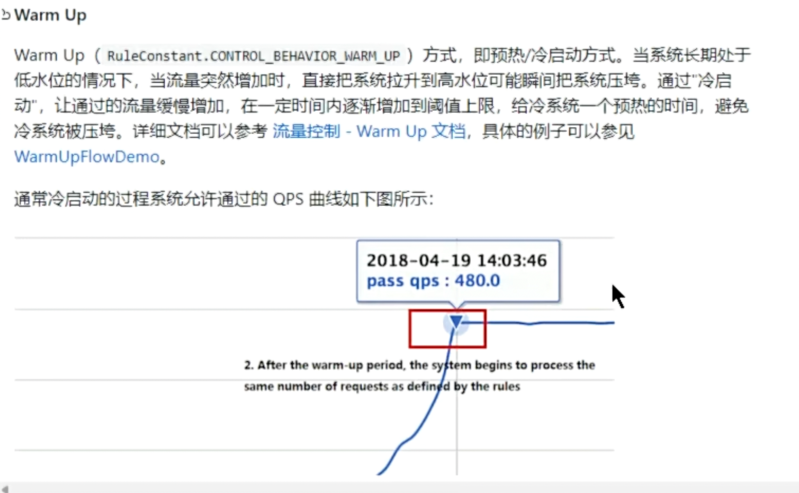 Warm Up
Warm Up（RuleConstant.CONTROL_BEHAVIOR_WARM_UP）方式，即预热/冷启动方式。当系统长期处于
低水位的情况下，当流量突然增加时，直接把系统拉升到高水位可能瞬间把系统压垮。通过"冷启
动"，让通过的流量缓慢增加，在一定时间内逐渐增加到阈值上限，给冷系统一个预热的时间，避免
冷系统被压垮。详细文档可以参考 流量控制 - Warm Up 文档，具体的例子可以参见
WarmUpFlowDemo。
通常冷启动的过程系统允许通过的 QPS 曲线如下图所示：
2018-04-19 14:03:46
pass qps : 480.0
2. After the warm-up period, the system begins to process the
same number of requests as defined by the rules